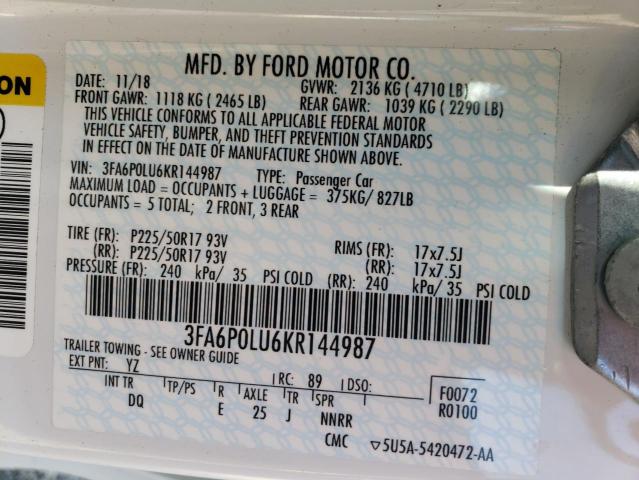 ON
MFD. BY FORD MOTOR CO.
DATE: 11/18 GVWR: 2136 KG ( 4710 LB)
FRONT GAWR: 1118 KG ( 2465 LB) REAR GAWR: 1039 KG ( 2290 LB)
THIS VEHICLE CONFORMS TO ALL APPLICABLE FEDERAL MOTOR
VEHICLE SAFETY, BUMPER, AND THEFT PREVENTION STANDARDS
IN EFFECT ON THE DATE OF MANUFACTURE SHOWN ABOVE.
VIN: 3FA6P0LU6KR144987 TYPE: Passenger Car
MAXIMUM LOAD = OCCUPANTS + LUGGAGE = 375KG/ 827LB
OCCUPANTS = 5 TOTAL; 2 FRONT, 3 REAR
TIRE (FR): P225/50R17 93V RIMS (FR): 17x7.5J
(RR): P225/50R17 93V (RR): 17x7.5J
PRESSURE (FR): 240 kPa/ 35 PSI COLD (RR): 240 kPa/ 35 PSI COLD
3FA6P0LU6KR144987
TRAILER TOWING - SEE OWNER GUIDE
EXT PNT: YZ RC: 89 DSO: F0072
INT TR TP/PS R AXLE TR SPR R0100
DQ E 25 J NNRR
CMC ▽5U5A-5420472-AA